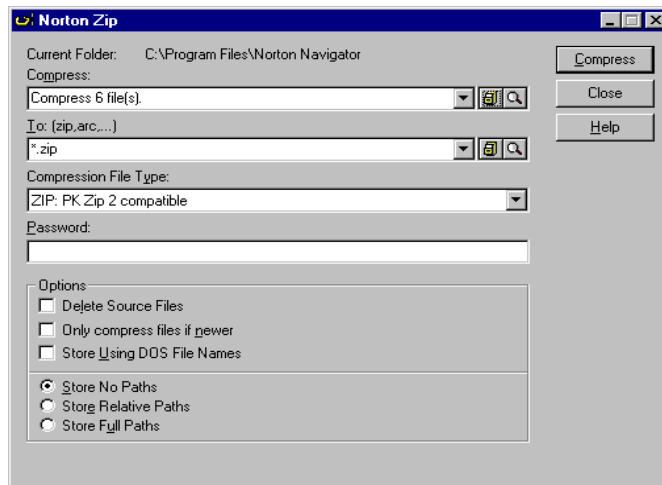 Norton Zip
Current Folder: C:\Program Files\Norton Navigator
Compress:
Compress 6 file(s).
To: (zip,arc,...)
*.zip
Compression File Type:
ZIP: PK Zip 2 compatible
Password:
Compress
Close
Help
Options
Delete Source Files
Only compress files if newer
Store Using DOS File Names
Store No Paths
Store Relative Paths
Store Full Paths